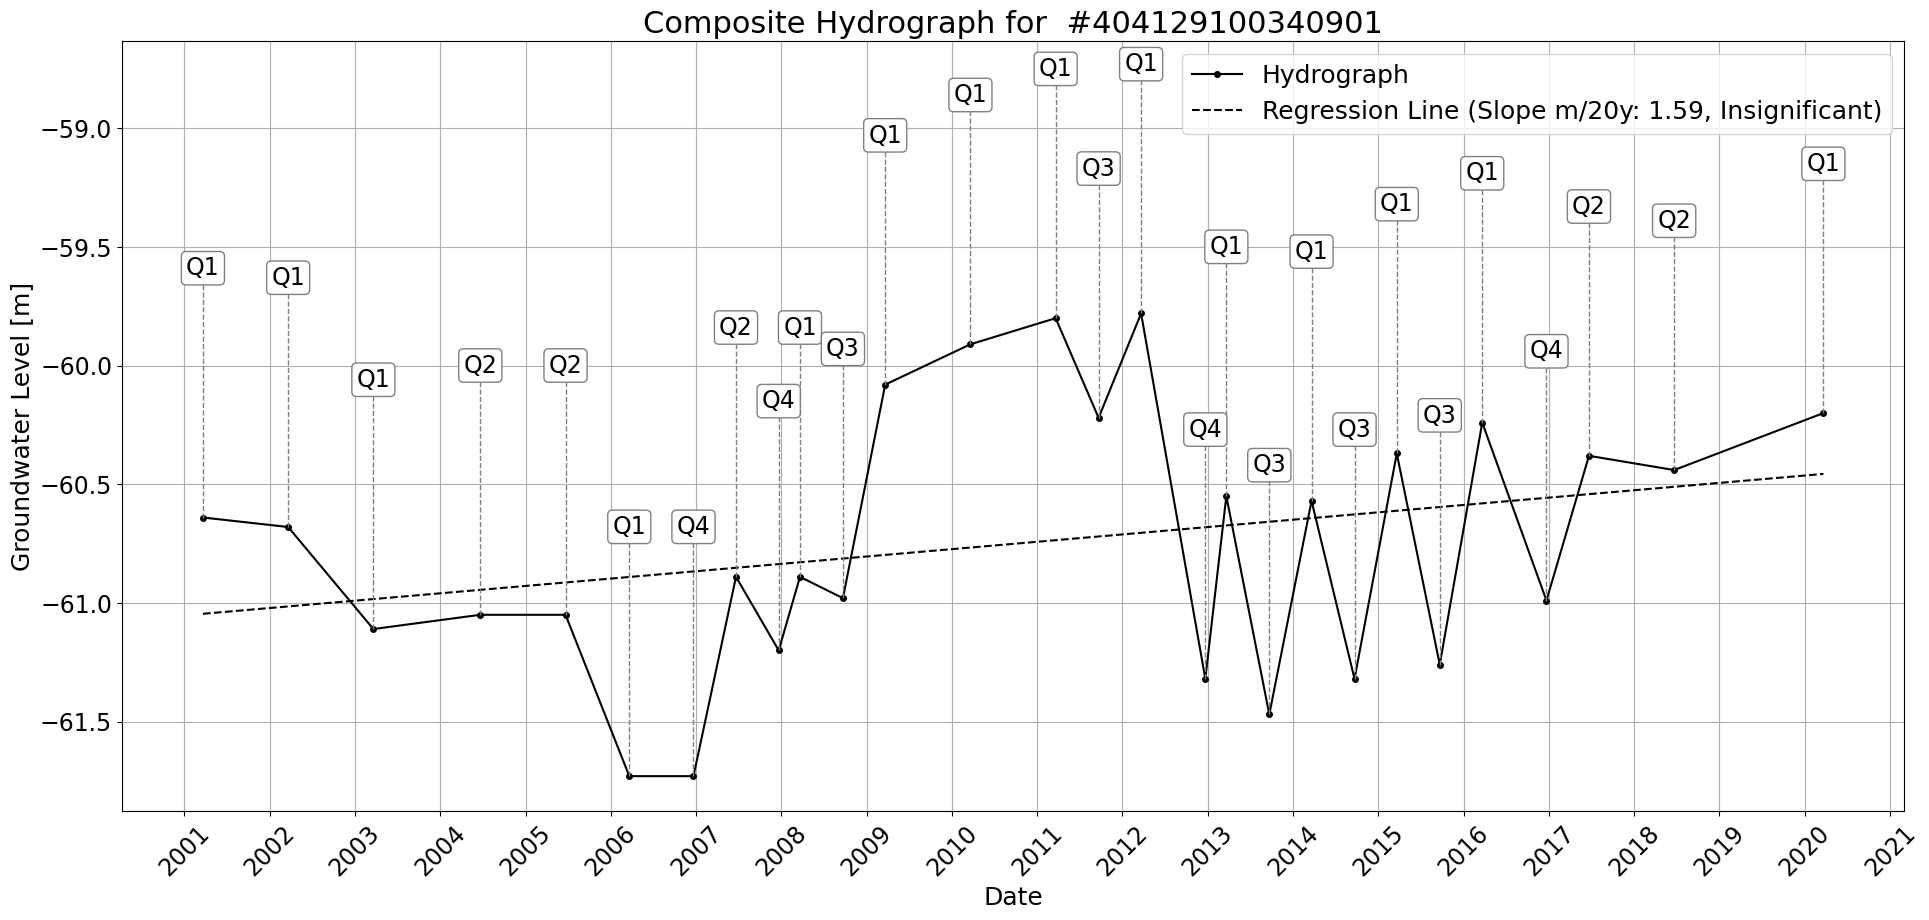 Composite Hydrograph for  #404129100340901
Hydrograph
Regression Line (Slope m/20y: 1.59, Insignificant)
Groundwater Level [m]
−59.0
−59.5
−60.0
−60.5
−61.0
−61.5
Q1
Q1
Q1
Q2
Q2
Q1
Q4
Q2
Q4
Q1
Q3
Q1
Q1
Q1
Q3
Q1
Q4
Q1
Q3
Q1
Q3
Q1
Q3
Q1
Q4
Q2
Q2
Q1
2001
2002
2003
2004
2005
2006
2007
2008
2009
2010
2011
2012
2013
2014
2015
2016
2017
2018
2019
2020
2021
Date